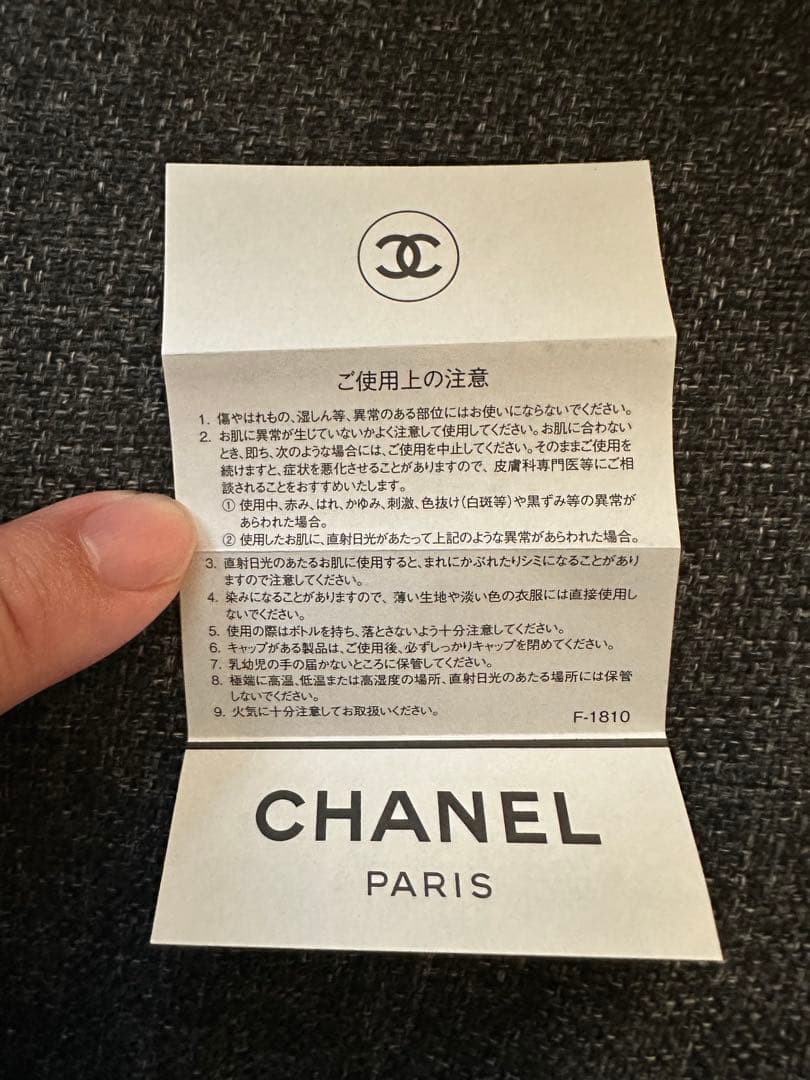 ご使用上の注意
1. 傷やはれもの、湿しん等、異常のある部位にはお使いにならないでください。
2. お肌に異常が生じていないかよく注意して使用してください。お肌に合わない
とき、即ち、次のような場合には、ご使用を中止してください。そのままご使用を
続けますと、症状を悪化させることがありますので、皮膚科専門医等にご相
談されることをおすすめいたします。
① 使用中、赤み、はれ、かゆみ、刺激、色抜け(白斑等)や黒ずみ等の異常が
あらわれた場合。
② 使用したお肌に、直射日光があたって上記のような異常があらわれた場合。
3. 直射日光のあたるお肌に使用すると、まれにかぶれたりシミになることがあり
ますので注意してください。
4. 染みになることがありますので、薄い生地や淡い色の衣服には直接使用し
ないでください。
5. 使用の際はボトルを持ち、落とさないよう十分注意してください。
6. キャップがある製品は、ご使用後、必ずしっかりキャップを閉めてください。
7. 乳幼児の手の届かないところに保管してください。
8. 極端に高温、低温または高湿度の場所、直射日光のあたる場所には保管
しないでください。
9. 火気に十分注意してお取扱いください。
F-1810
CHANEL
PARIS